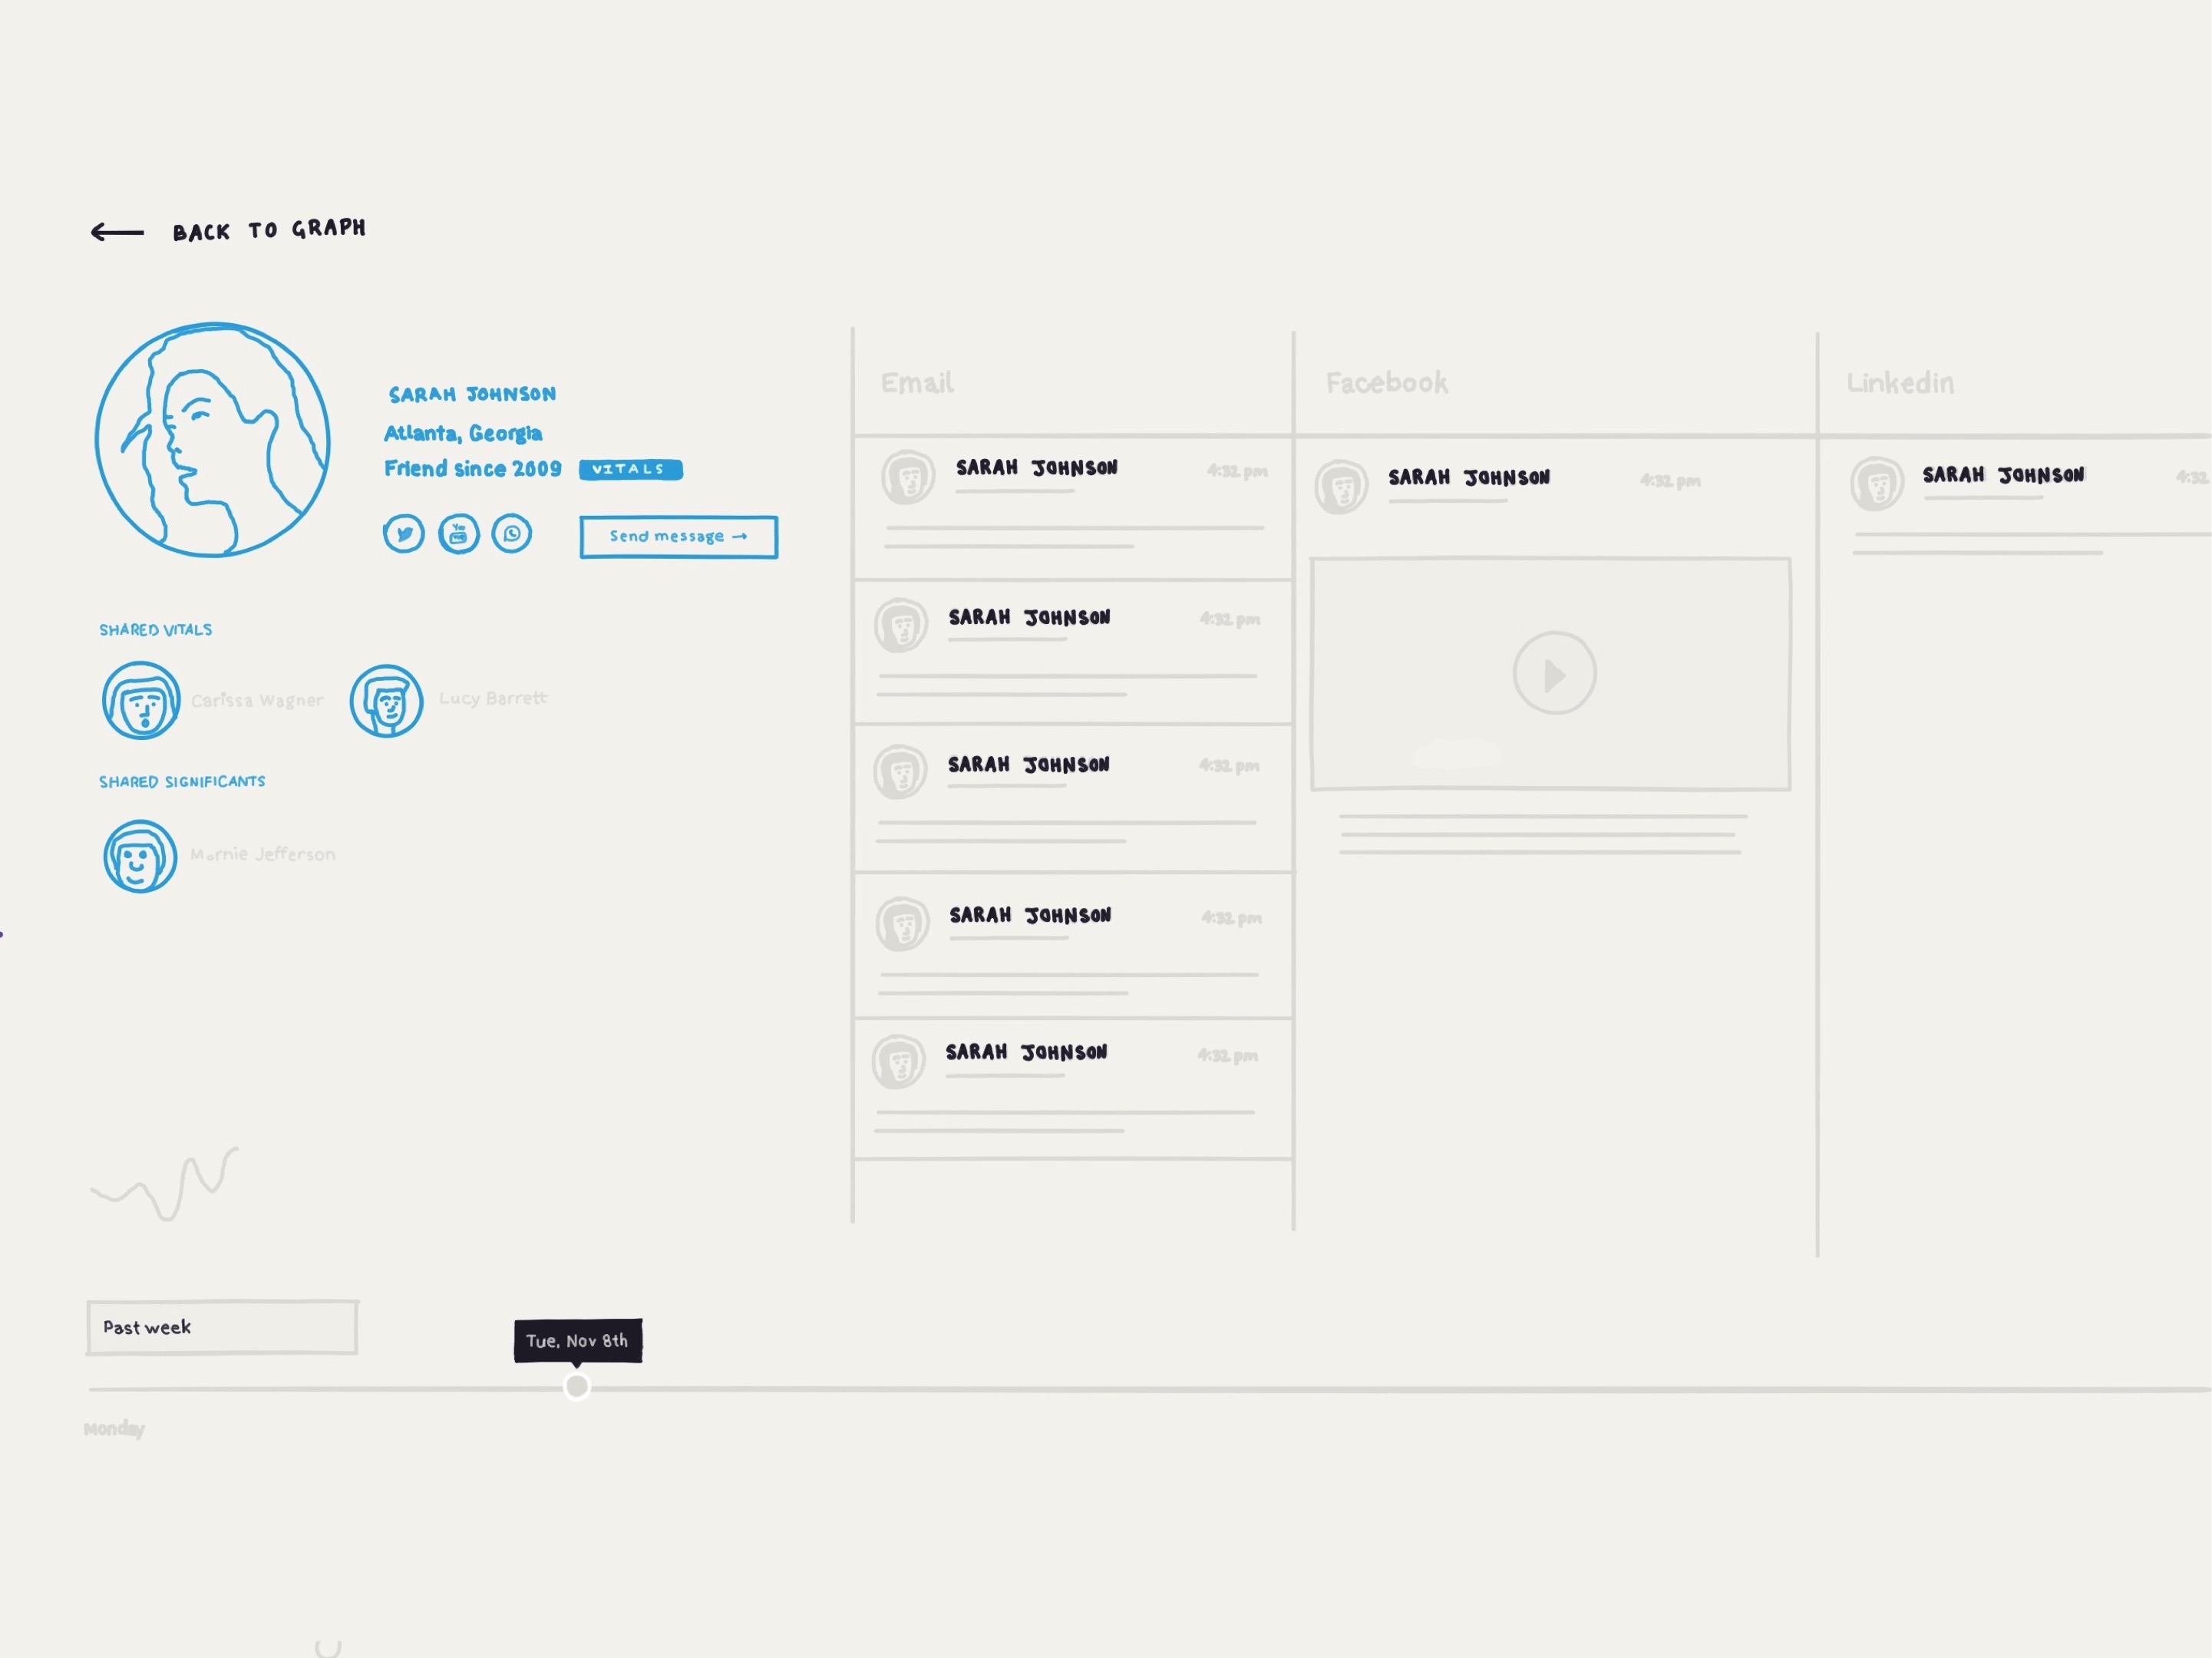 ← BACK TO GRAPH
SARAH JOHNSON
Atlanta, Georgia
Friend since 2009 VITALS
You
Send message →
SHARED VITALS
Carissa Wagner
Lucy Barrett
SHARED SIGNIFICANTS
Marnie Jefferson
Email
SARAH JOHNSON 4:32 pm
SARAH JOHNSON 4:32 pm
SARAH JOHNSON 4:32 pm
SARAH JOHNSON 4:32 pm
SARAH JOHNSON 4:32 pm
Facebook
SARAH JOHNSON 4:32 pm
Linkedin
SARAH JOHNSON 4:32
Past week
Tue, Nov 8th
Monday